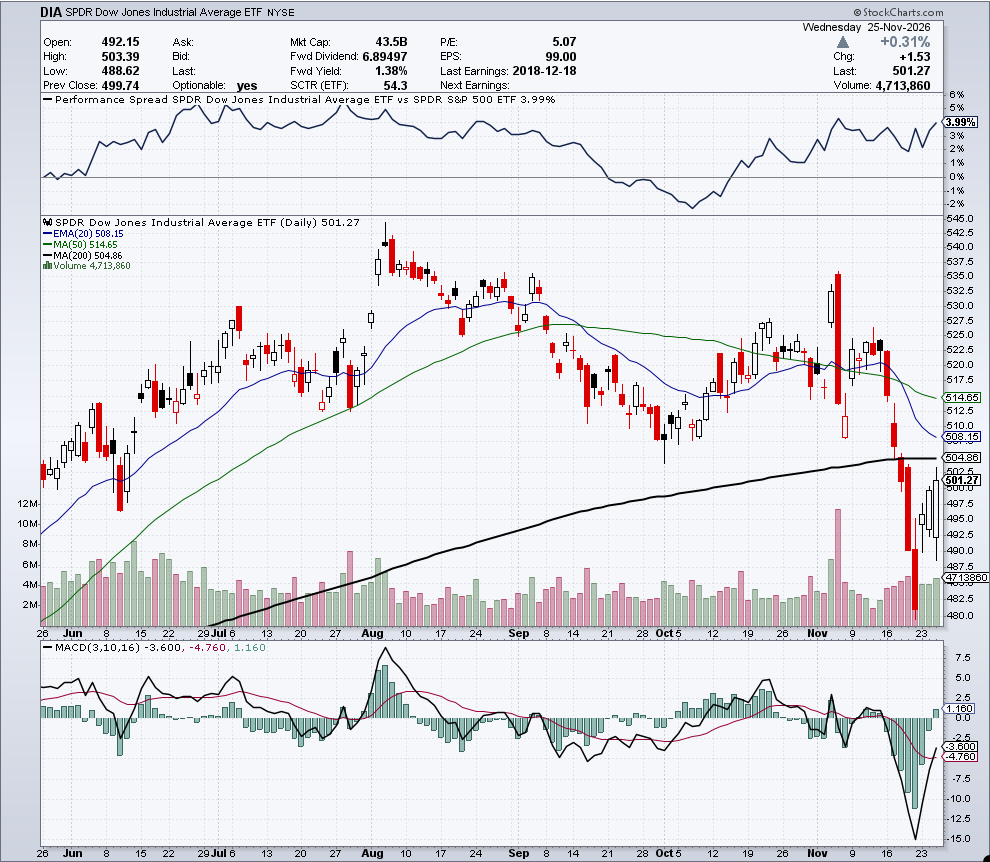 DIA SPDR Dow Jones Industrial Average ETF NYSE © StockCharts.com
Wednesday 25-Nov-2026
Open: 492.15 Ask: Mkt Cap: 43.5B P/E: 5.07 ▲ +0.31%
High: 503.39 Bid: Fwd Dividend: 6.89497 EPS: 99.00 Chg: +1.53
Low: 488.62 Last: Fwd Yield: 1.38% Last Earnings: 2018-12-18 Last: 501.27
Prev Close: 499.74 Optionable: yes SCTR (ETF): 54.3 Next Earnings: Volume: 4,713,860
Performance Spread SPDR Dow Jones Industrial Average ETF vs SPDR S&P 500 ETF 3.99%
6%
5%
3.99%
3%
2%
1%
0%
-1%
-2%
SPDR Dow Jones Industrial Average ETF (Daily) 501.27
EMA(20) 508.15
MA(50) 514.65
MA(200) 504.86
Volume 4,713,860
545.0
542.5
540.0
537.5
535.0
532.5
530.0
527.5
525.0
522.5
520.0
517.5
514.65
512.5
510.0
508.15
504.86
502.5
501.27
500.0
497.5
495.0
492.5
490.0
487.5
4713860
482.5
480.0
12M
10M
8M
6M
4M
2M
26 Jun 8 15 22 29 Jul 6 13 20 27 Aug 10 17 24 Sep 8 14 21 28 Oct 5 12 19 26 Nov 9 16 23
MACD(3,10,16) -3.600, -4.760, 1.160
7.5
5.0
2.5
1.160
0.0
-2.5
-3.600
-4.760
-7.5
-10.0
-12.5
-15.0
26 Jun 8 15 22 29 Jul 6 13 20 27 Aug 10 17 24 Sep 8 14 21 28 Oct 5 12 19 26 Nov 9 16 23